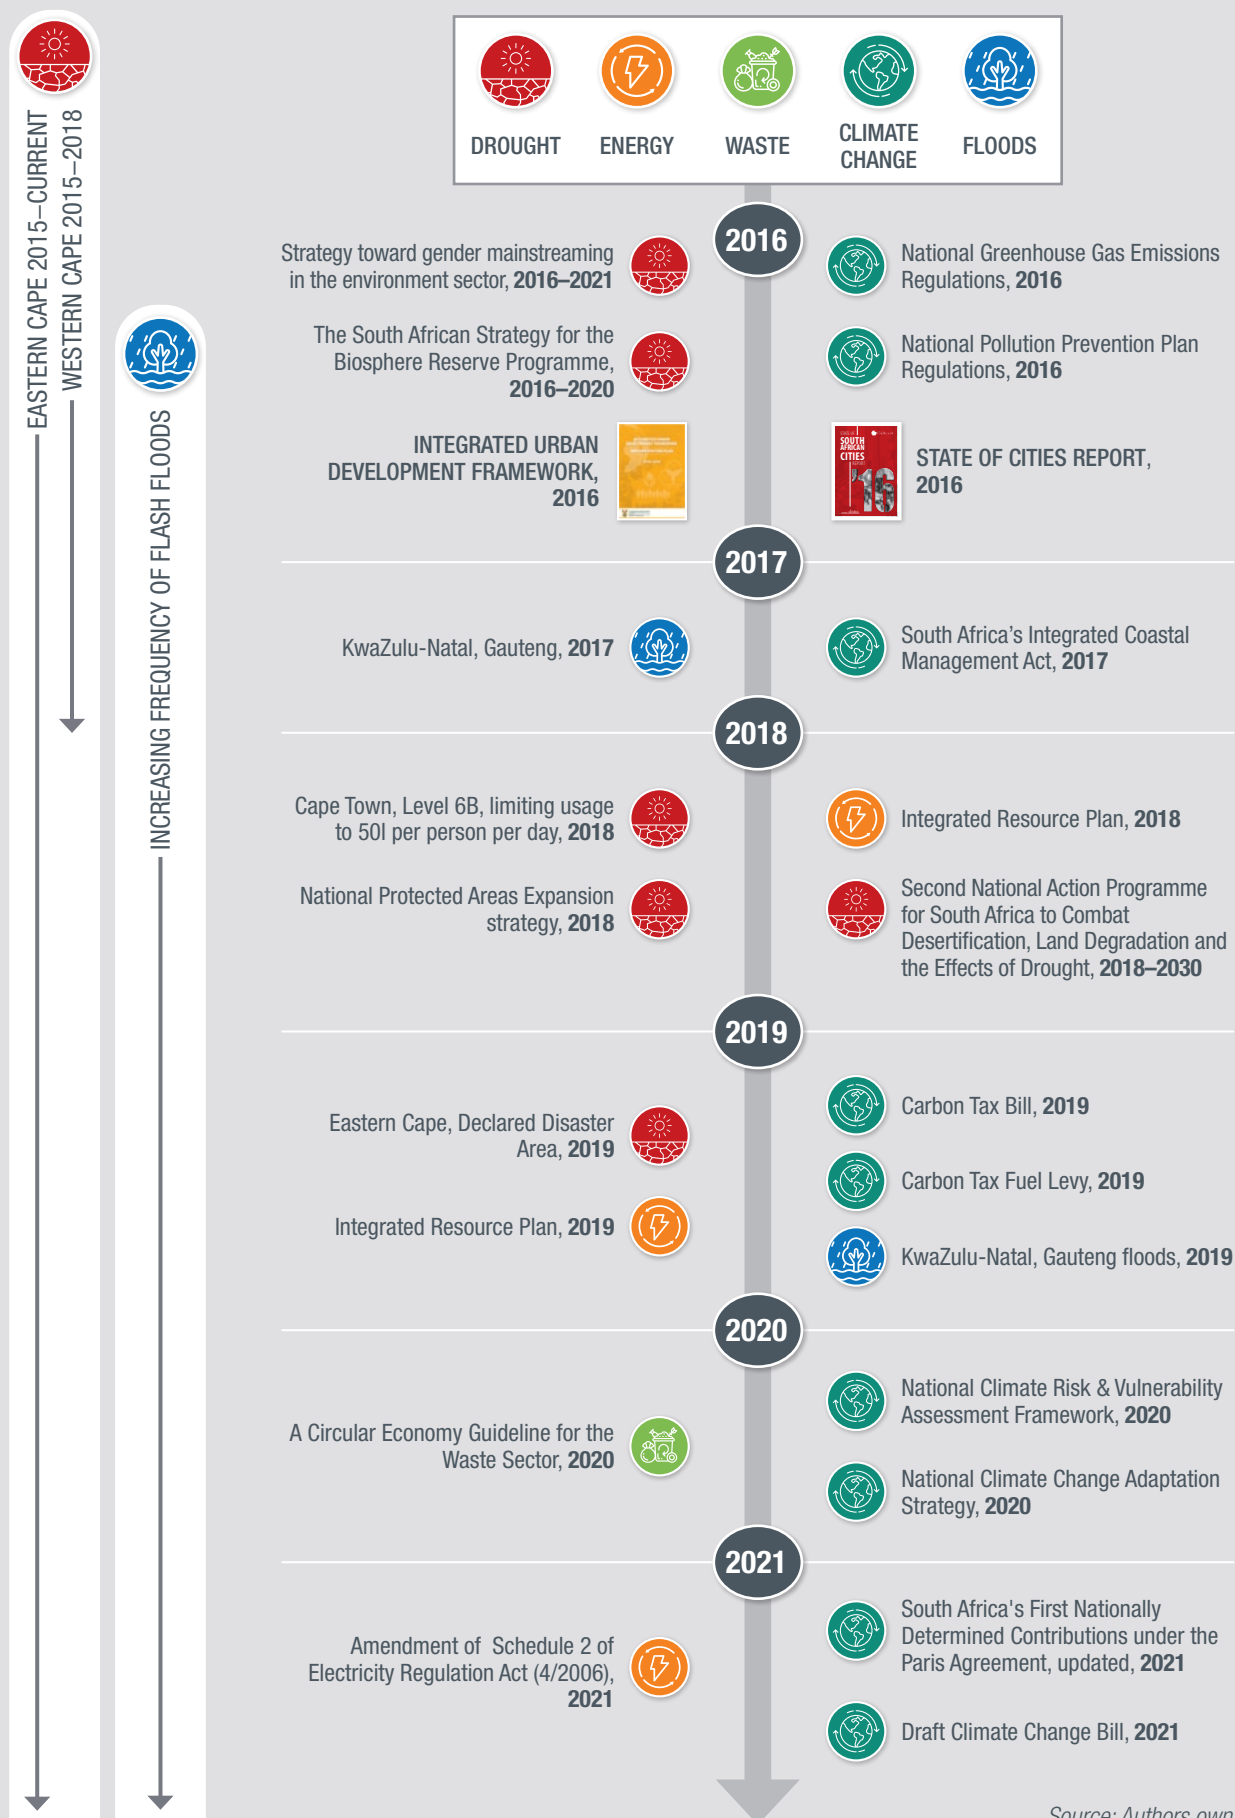 EASTERN CAPE 2015–CURRENT
WESTERN CAPE 2015–2018
INCREASING FREQUENCY OF FLASH FLOODS
DROUGHT
ENERGY
WASTE
CLIMATE
CHANGE
FLOODS
2016
Strategy toward gender mainstreaming
in the environment sector, 2016–2021
National Greenhouse Gas Emissions
Regulations, 2016
The South African Strategy for the
Biosphere Reserve Programme,
2016–2020
National Pollution Prevention Plan
Regulations, 2016
INTEGRATED URBAN
DEVELOPMENT FRAMEWORK,
2016
SOUTH
AFRICAN
CITIES
'16
STATE OF CITIES REPORT,
2016
2017
KwaZulu-Natal, Gauteng, 2017
South Africa’s Integrated Coastal
Management Act, 2017
2018
Cape Town, Level 6B, limiting usage
to 50l per person per day, 2018
Integrated Resource Plan, 2018
National Protected Areas Expansion
strategy, 2018
Second National Action Programme
for South Africa to Combat
Desertification, Land Degradation and
the Effects of Drought, 2018–2030
2019
Eastern Cape, Declared Disaster
Area, 2019
Carbon Tax Bill, 2019
Carbon Tax Fuel Levy, 2019
Integrated Resource Plan, 2019
KwaZulu-Natal, Gauteng floods, 2019
2020
A Circular Economy Guideline for the
Waste Sector, 2020
National Climate Risk & Vulnerability
Assessment Framework, 2020
National Climate Change Adaptation
Strategy, 2020
2021
Amendment of Schedule 2 of
Electricity Regulation Act (4/2006),
2021
South Africa's First Nationally
Determined Contributions under the
Paris Agreement, updated, 2021
Draft Climate Change Bill, 2021
Source: Authors own